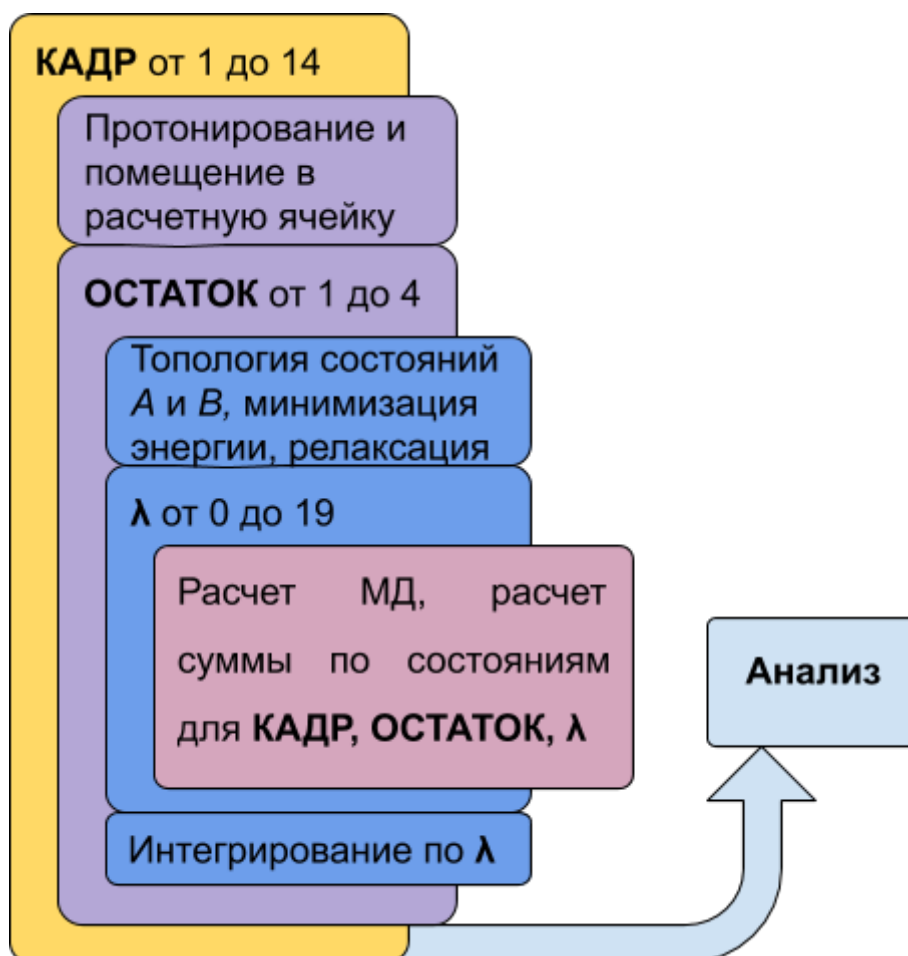 КАДР от 1 до 14
Протонирование и
помещение в
расчетную ячейку
ОСТАТОК от 1 до 4
Топология состояний
A и B, минимизация
энергии, релаксация
λ от 0 до 19
Расчет МД, расчет
суммы по состояниям
для КАДР, ОСТАТОК, λ
Интегрирование по λ
Анализ